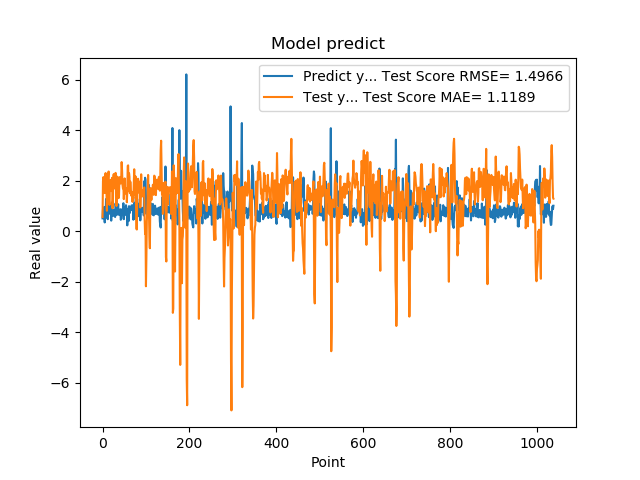 Model predict
Predict y... Test Score RMSE= 1.4966
Test y... Test Score MAE= 1.1189
6
4
2
0
−2
−4
−6
Real value
0 200 400 600 800 1000
Point